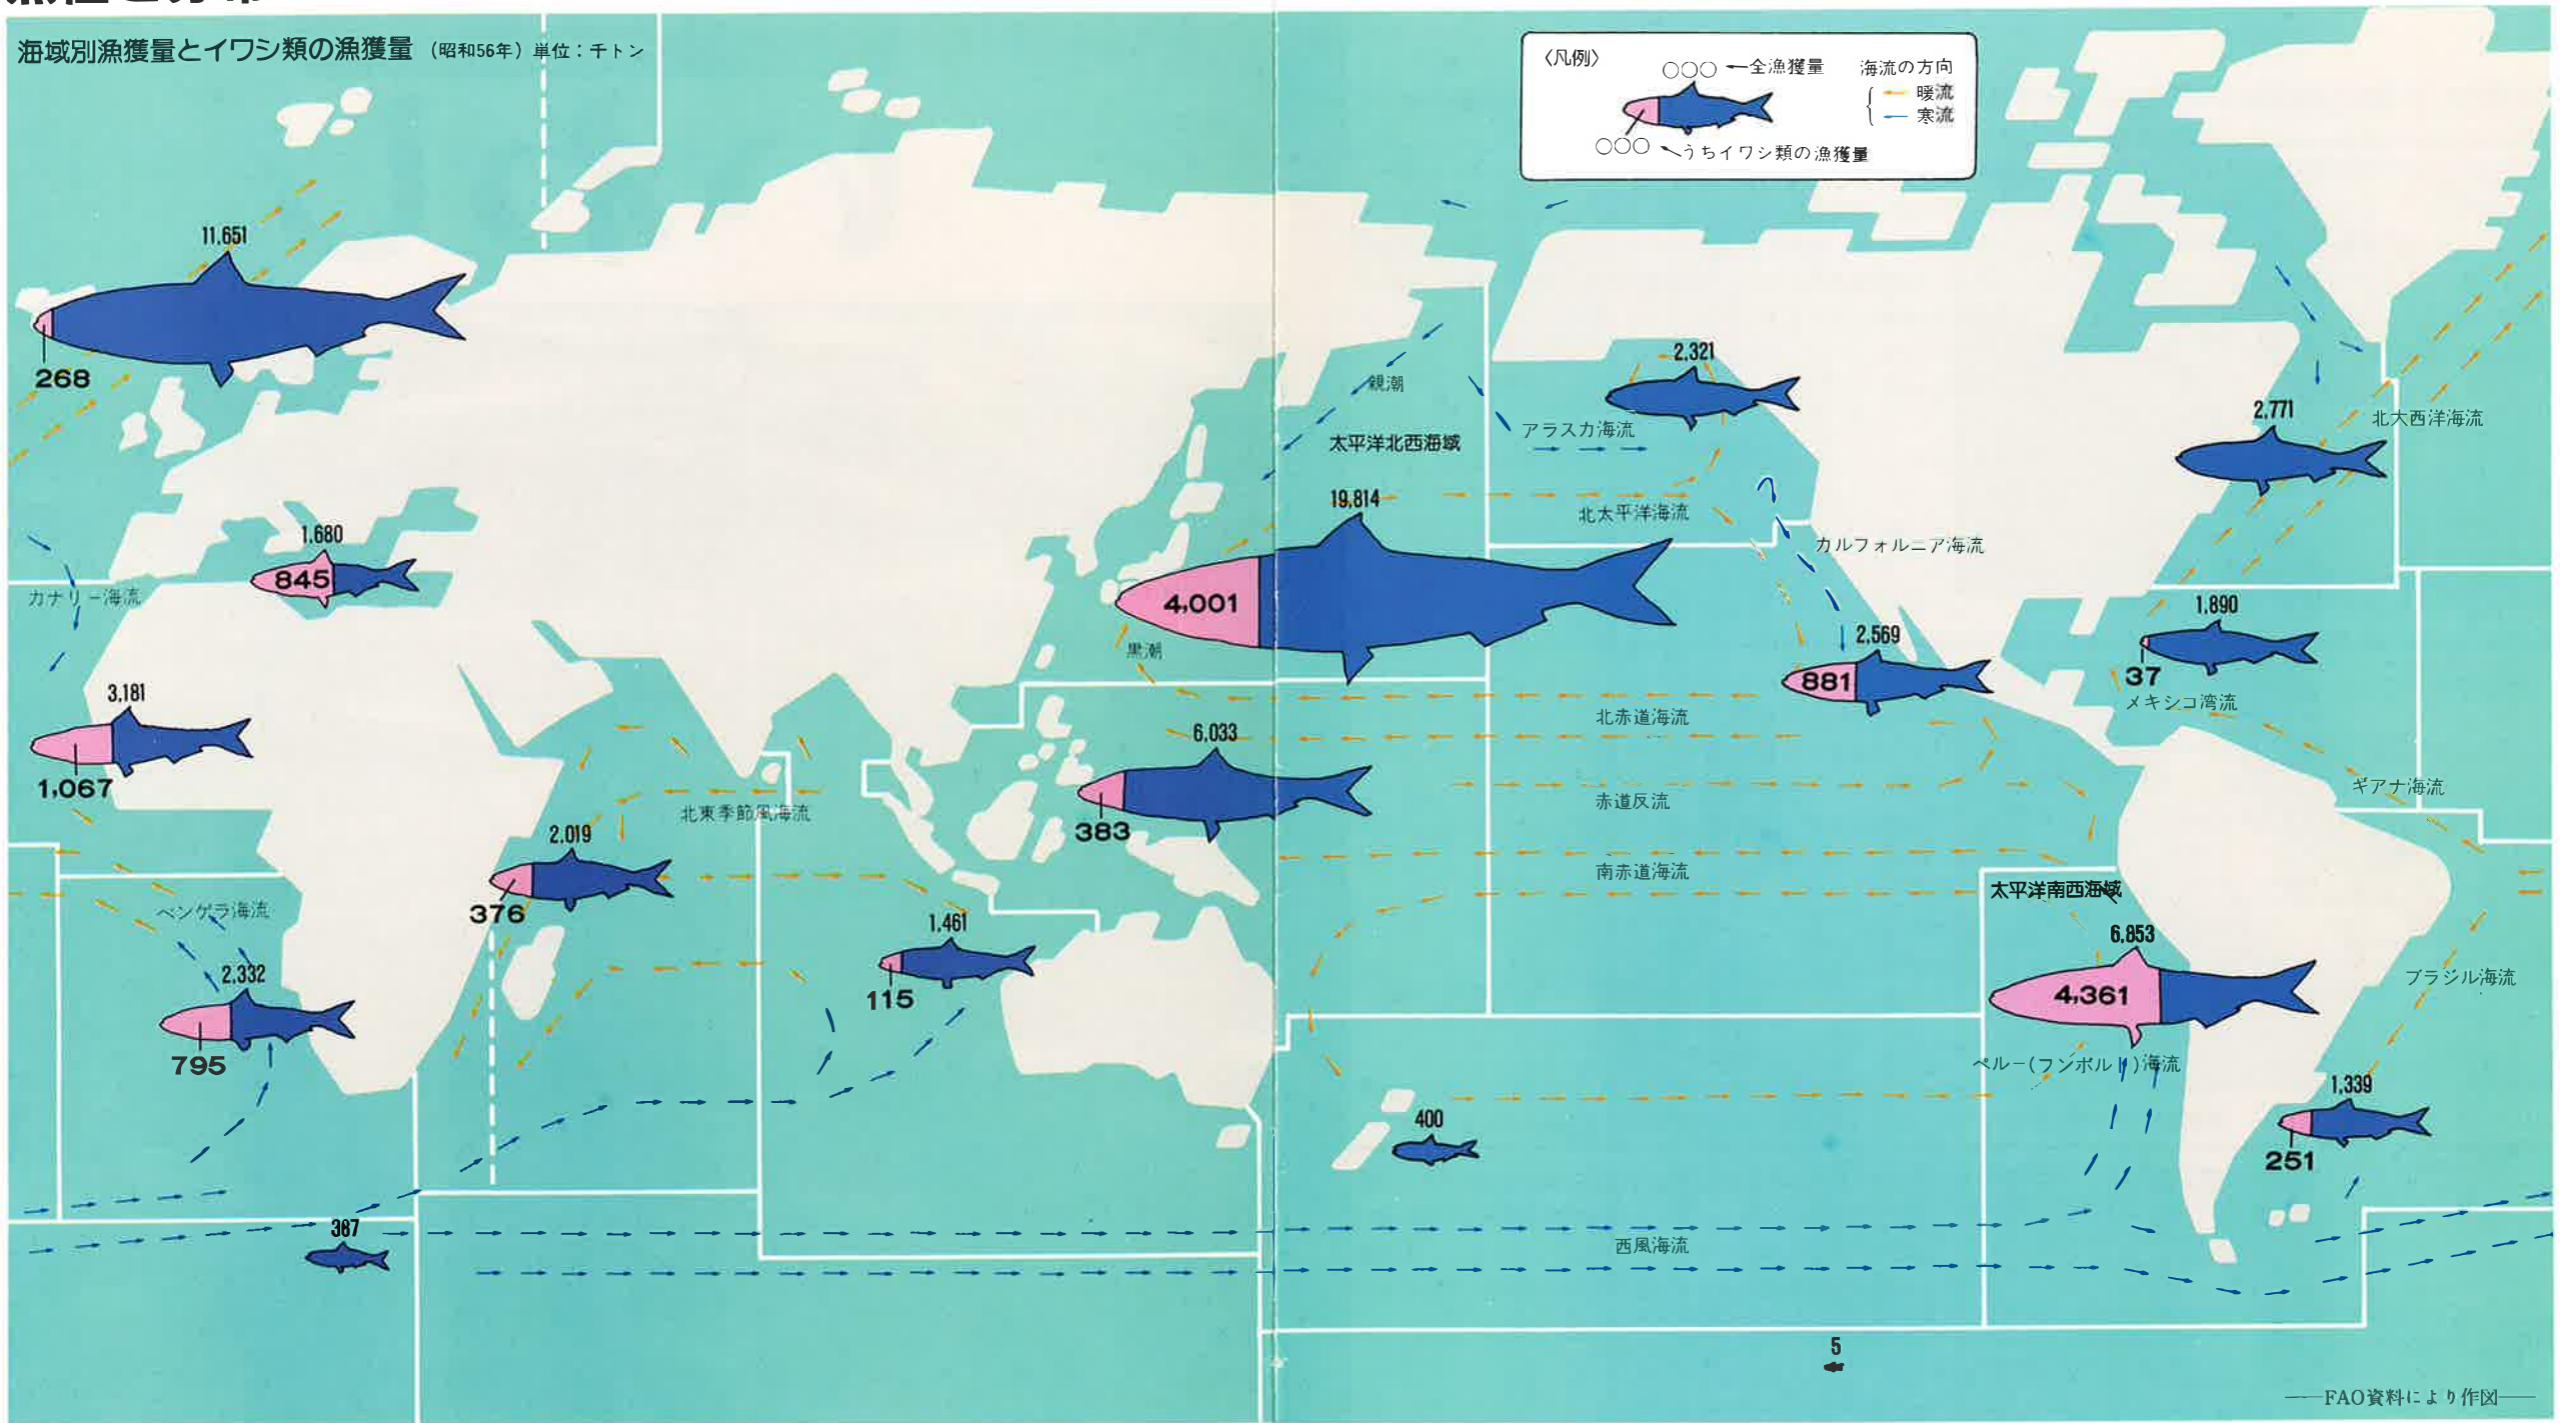 海域別漁獲量とイワシ類の漁獲量 (昭和56年) 単位：千トン
〈凡例〉
○○○ 全漁獲量
○○○ うちイワシ類の漁獲量
海流の方向
暖流
寒流
11,651
268
1,680
845
カナリー海流
3,181
1,067
ベンゲラ海流
2,332
795
387
2,019
376
北東季節風海流
1,461
115
親潮
太平洋北西海域
19,814
4,001
黒潮
6,033
383
アラスカ海流
2,321
北太平洋海流
カルフォルニア海流
2,569
881
北赤道海流
赤道反流
南赤道海流
400
西風海流
5
2,771
北大西洋海流
1,890
37
メキシコ湾流
ギアナ海流
太平洋南西海域
6,853
4,361
ペルー(フンボルト)海流
ブラジル海流
1,339
251
——FAO資料により作図——